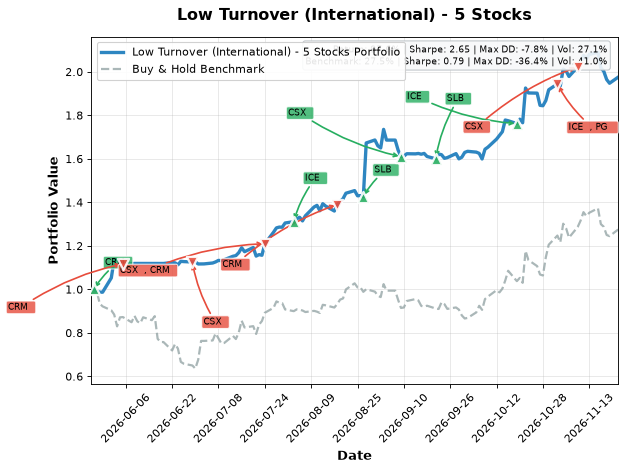 Low Turnover (International) - 5 Stocks
Low Turnover (International) - 5 Stocks Portfolio
Buy & Hold Benchmark
Sharpe: 2.65 | Max DD: -7.8% | Vol: 27.1%
Benchmark: 27.5% | Sharpe: 0.79 | Max DD: -36.4% | Vol: 41.0%
2.0
1.8
1.6
1.4
1.2
1.0
0.8
0.6
Portfolio Value
ICE
SLB
CSX
CSX
ICE , PG
SLB
ICE
CRM
CSX , CRM
CRM
CSX
2026-06-06
2026-06-22
2026-07-08
2026-07-24
2026-08-09
2026-08-25
2026-09-10
2026-09-26
2026-10-12
2026-10-28
2026-11-13
Date